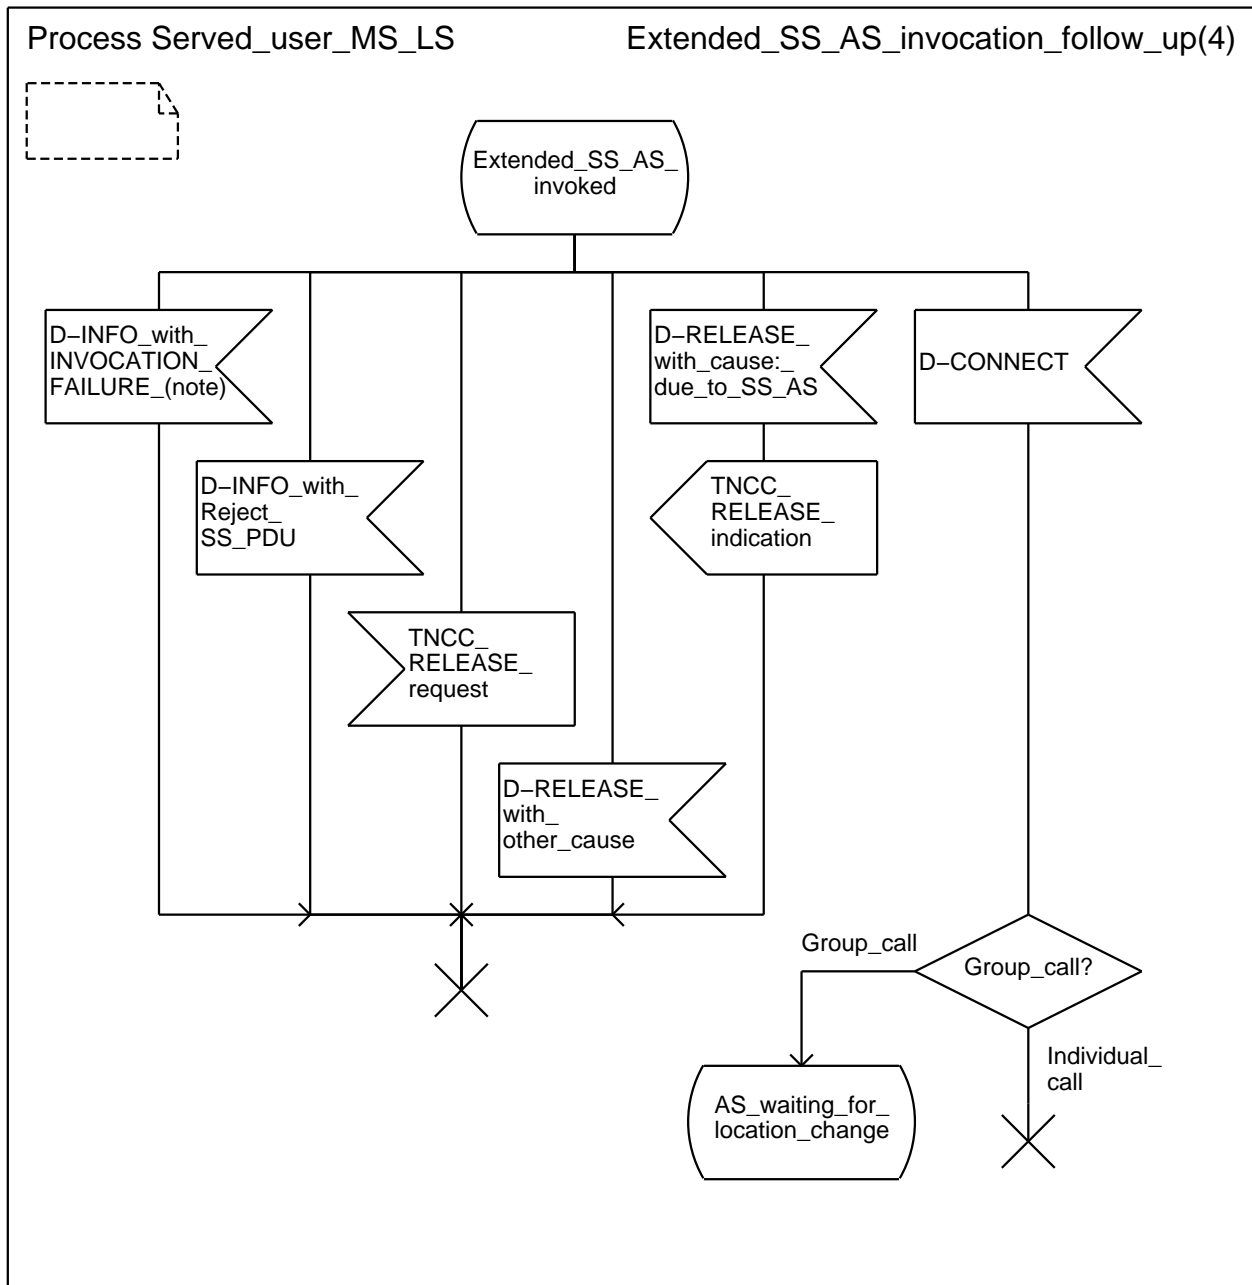 Process Served_user_MS_LS
Extended_SS_AS_invocation_follow_up(4)
Extended_SS_AS_
invoked
D−INFO_with_
INVOCATION_
FAILURE_(note)
D−RELEASE_
with_cause:_
due_to_SS_AS
D−CONNECT
D−INFO_with_
Reject_
SS_PDU
TNCC_
RELEASE_
indication
TNCC_
RELEASE_
request
D−RELEASE_
with_
other_cause
Group_call
Group_call?
Individual_
call
AS_waiting_for_
location_change